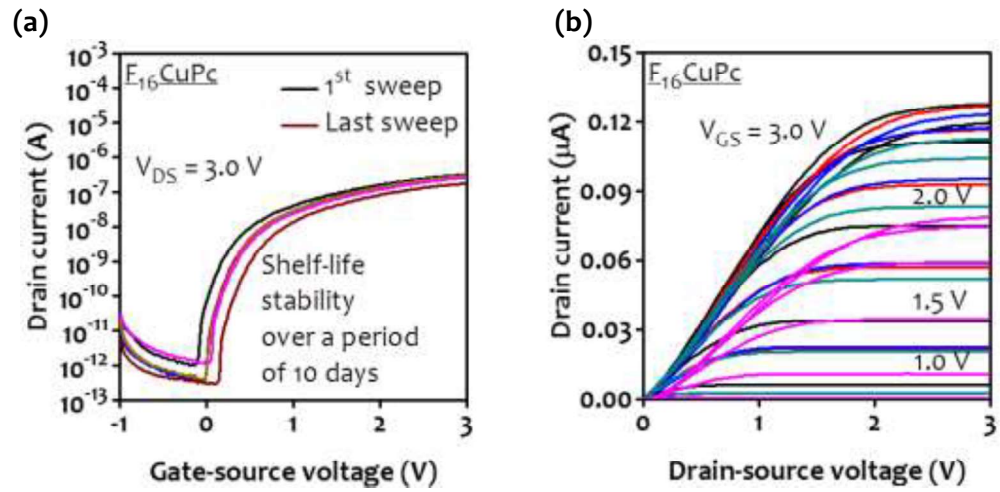 (a)
10⁻³
10⁻⁴
10⁻⁵
10⁻⁶
10⁻⁷
10⁻⁸
10⁻⁹
10⁻¹⁰
10⁻¹¹
10⁻¹²
10⁻¹³
Drain current (A)
F₁₆CuPc
1ˢᵗ sweep
Last sweep
V_DS = 3.0 V
Shelf-life
stability
over a period
of 10 days
-1 0 1 2 3
Gate-source voltage (V)
(b)
0.15
0.12
0.09
0.06
0.03
0.00
Drain current (µA)
F₁₆CuPc
V_GS = 3.0 V
2.0 V
1.5 V
1.0 V
0 1 2 3
Drain-source voltage (V)